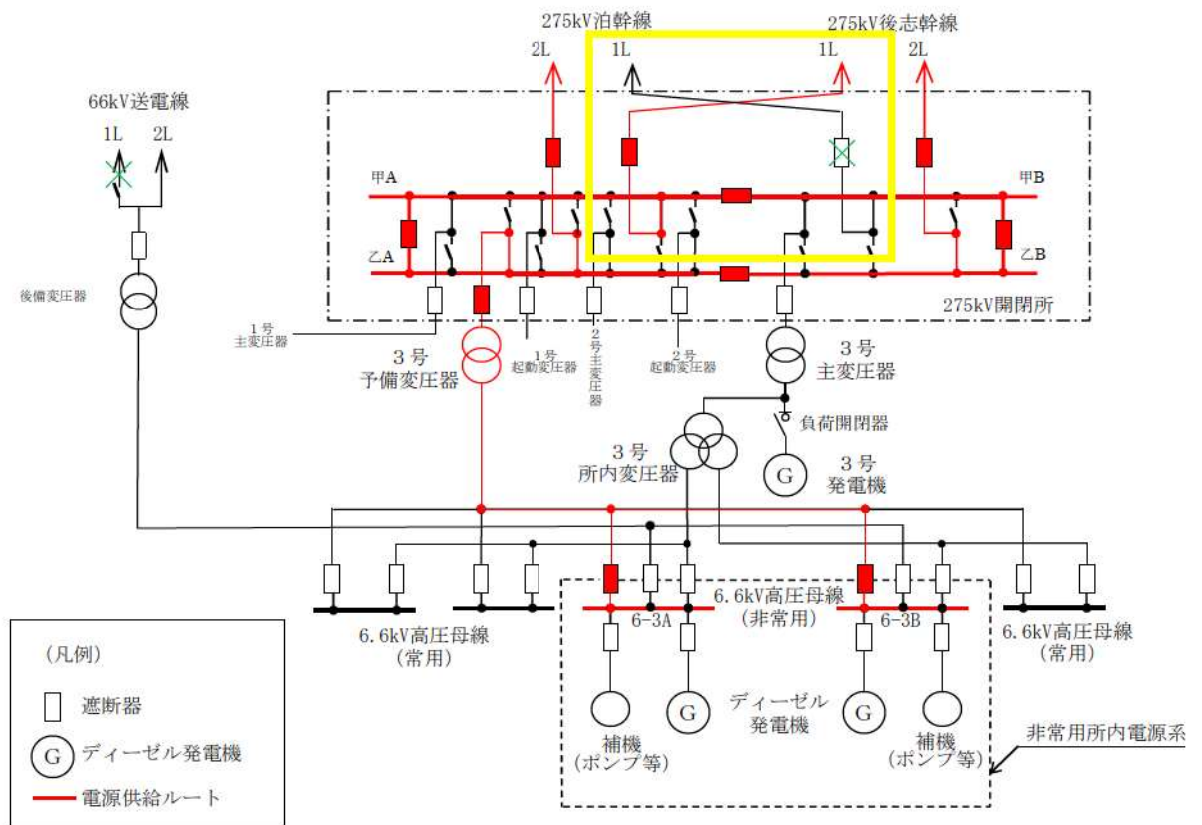 275kV泊幹線
275kV後志幹線
2L
1L
1L
2L
66kV送電線
1L
2L
甲A
甲B
乙A
乙B
275kV開閉所
後備変圧器
1号
主変圧器
3号
予備変圧器
1号
起動変圧器
2号主変圧器
2号
起動変圧器
3号
主変圧器
負荷開閉器
3号
所内変圧器
G
3号
発電機
6.6kV高圧母線
(常用)
6-3A
6.6kV高圧母線
(非常用)
6-3B
6.6kV高圧母線
(常用)
G
ディーゼル
発電機
G
補機
(ポンプ等)
補機
(ポンプ等)
非常用所内電源系
(凡例)
遮断器
G
ディーゼル発電機
電源供給ルート